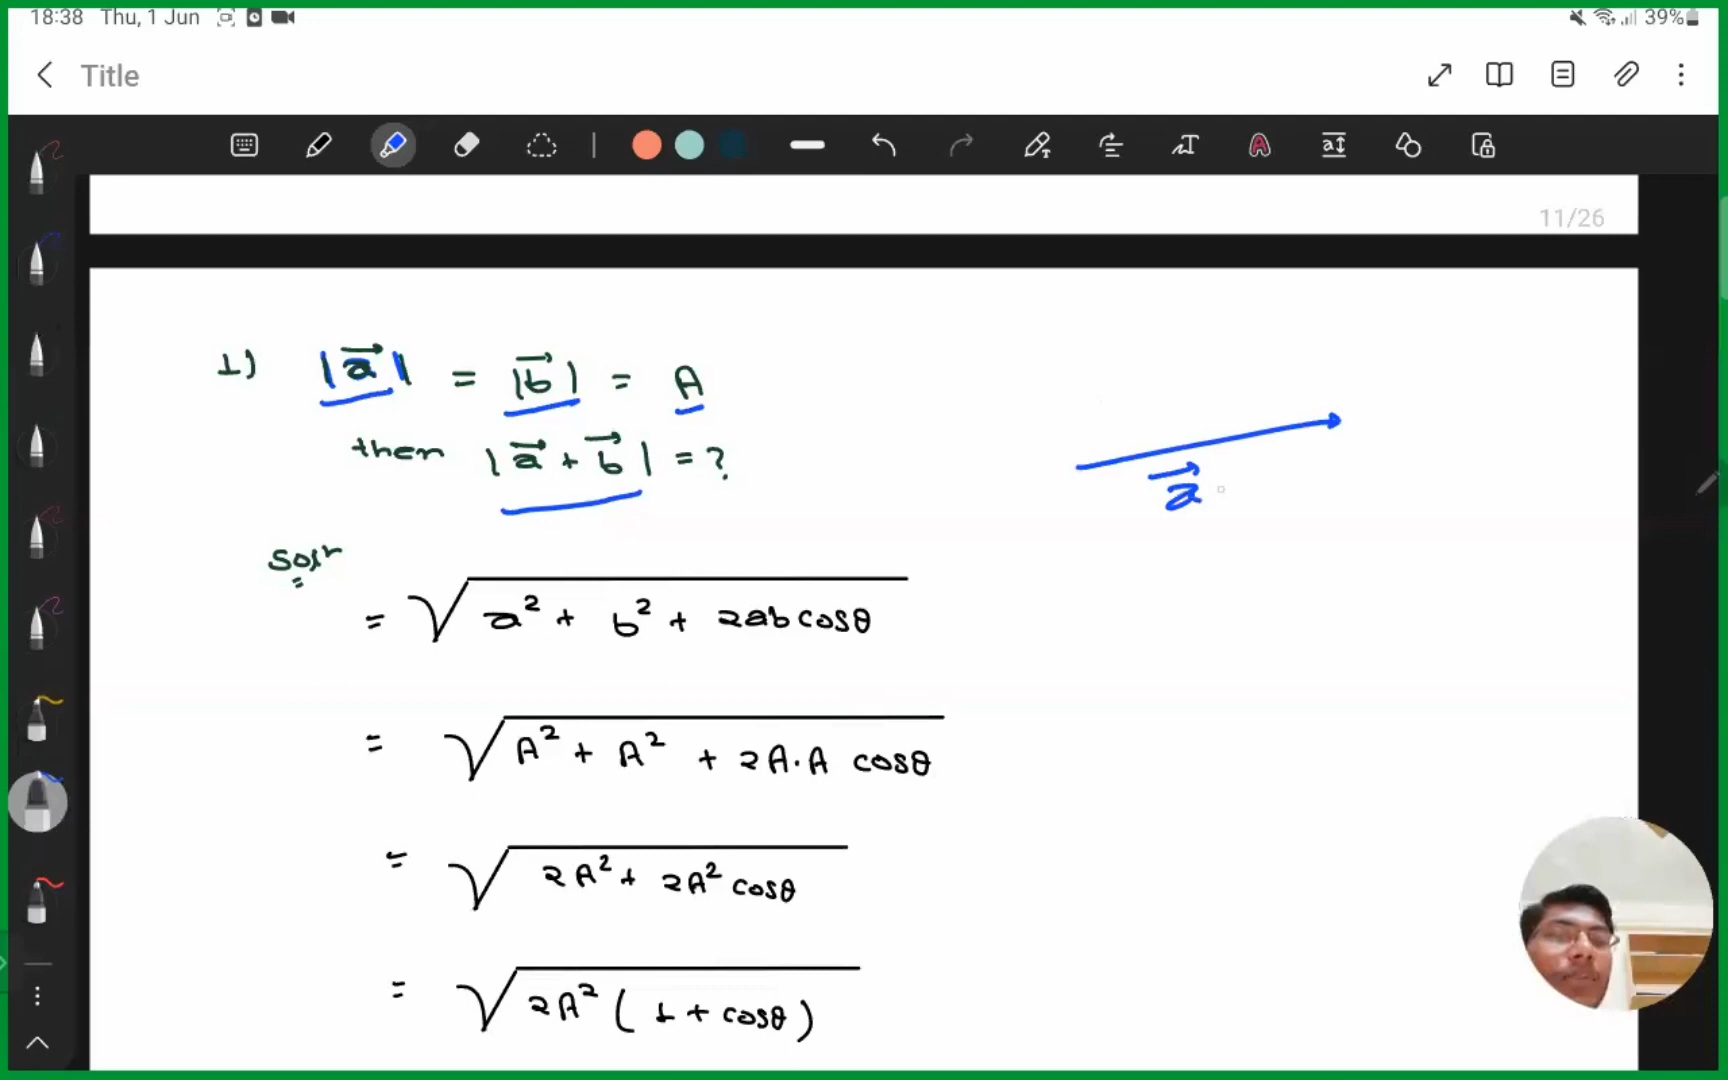 18:38 Thu, 1 Jun
39%
Title
11/26
1) |a⃗| = |b⃗| = A
then |a⃗ + b⃗| = ?
a⃗
Solⁿ
= √(a² + b² + 2ab cosθ)
= √(A² + A² + 2A·A cosθ)
= √(2A² + 2A² cosθ)
= √(2A² (1 + cosθ))